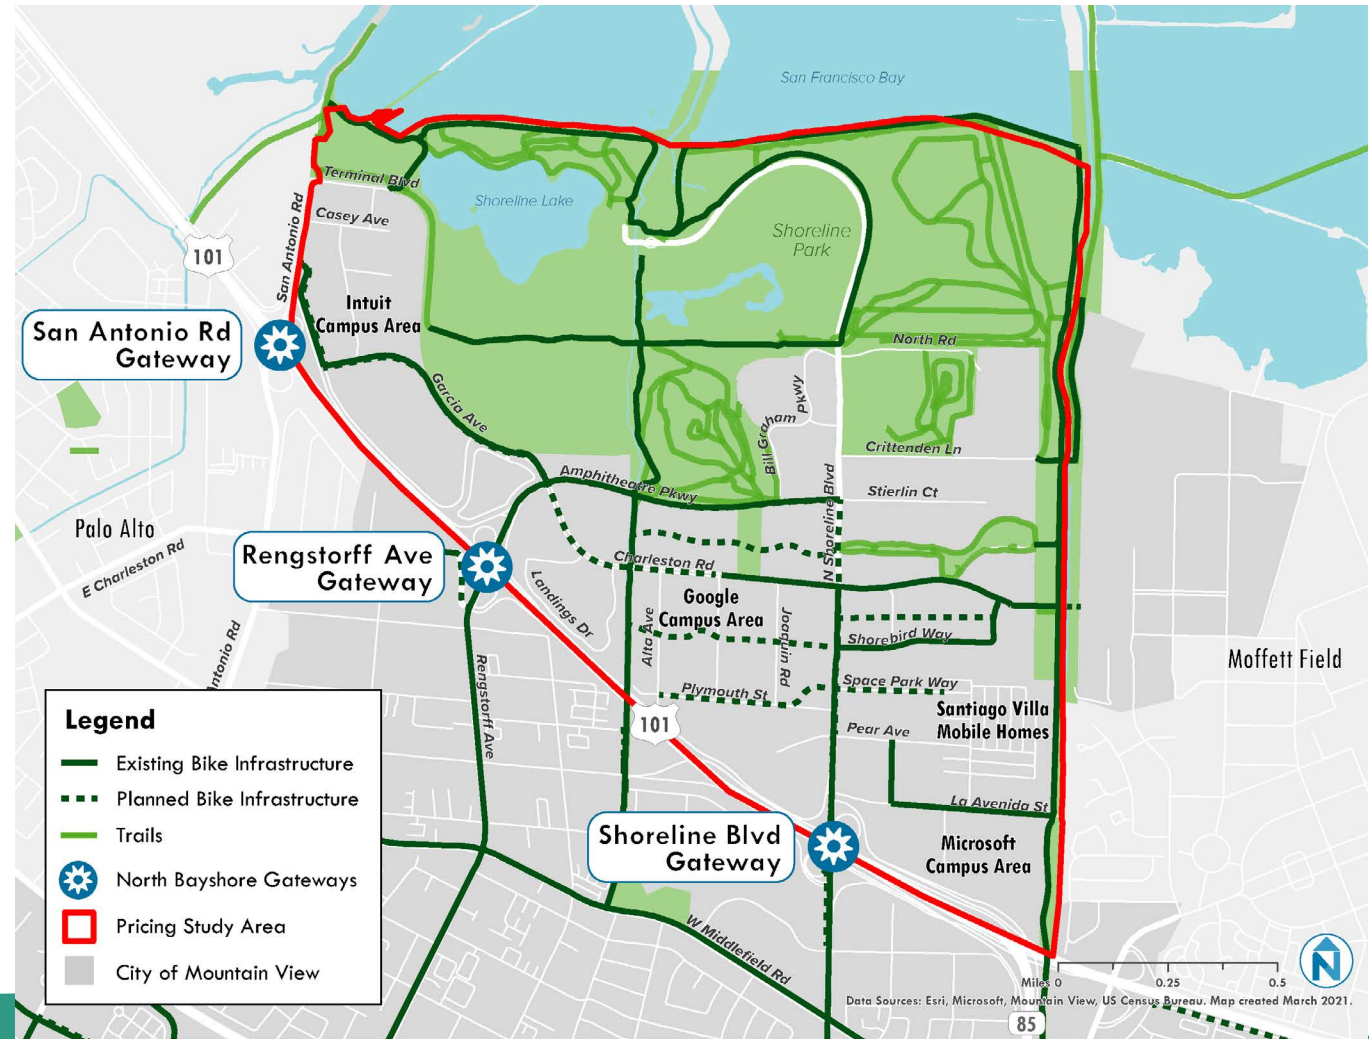 San Francisco Bay
Terminal Blvd
Shoreline Lake
Casey Ave
Shoreline
Park
101
San Antonio Rd
Intuit
Campus Area
San Antonio Rd
Gateway
North Rd
Garcia Ave
Bill Graham
Pkwy
Crittenden Ln
Amphitheatre Pkwy
Stierlin Ct
N Shoreline Blvd
Palo Alto
E Charleston Rd
Rengstorff Ave
Gateway
Charleston Rd
Landings Dr
Google
Campus Area
Alta Ave
Joaquin Rd
Shorebird Way
Antonio Rd
Rengstorff Ave
Plymouth St
Space Park Way
Moffett Field
Santiago Villa
Mobile Homes
101
Pear Ave
La Avenida St
Shoreline Blvd
Gateway
Microsoft
Campus Area
W Middlefield Rd
Legend
Existing Bike Infrastructure
Planned Bike Infrastructure
Trails
North Bayshore Gateways
Pricing Study Area
City of Mountain View
N
Miles 0 0.25 0.5
Data Sources: Esri, Microsoft, Mountain View, US Census Bureau. Map created March 2021.
85